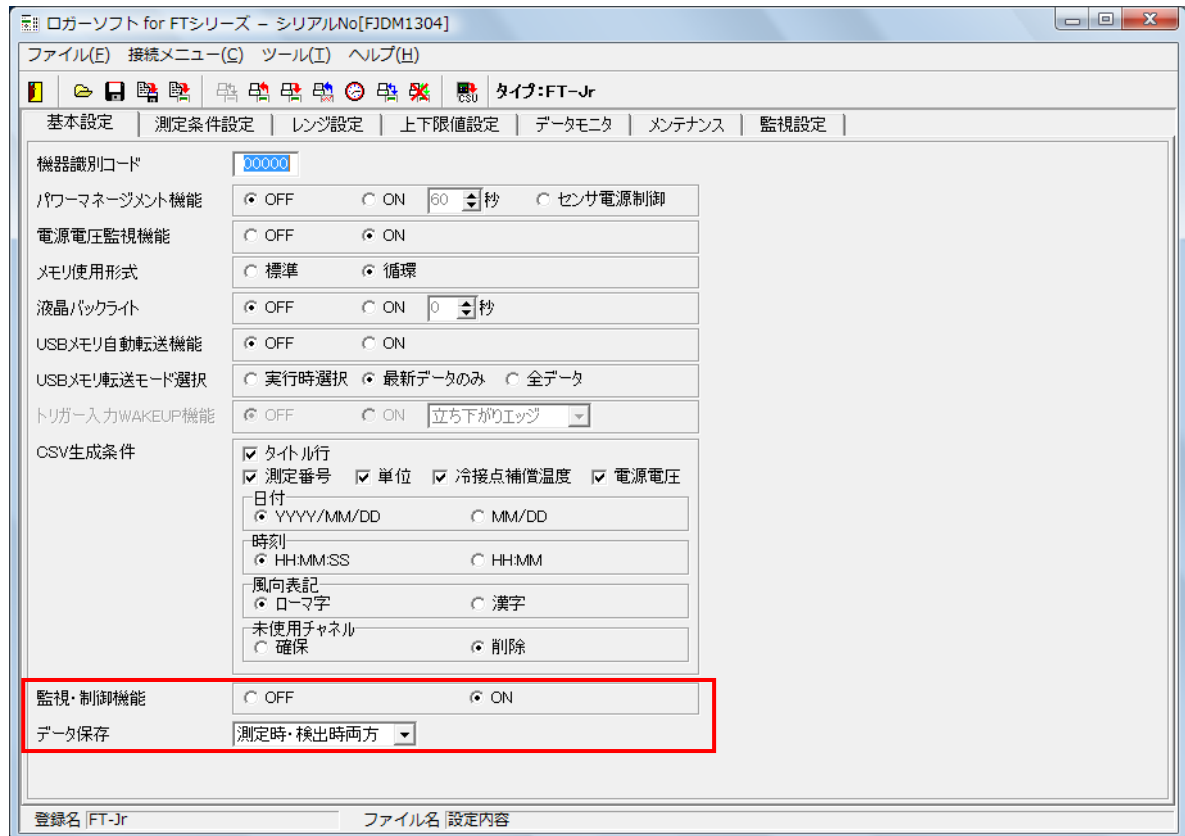 ロガーソフト for FTシリーズ － シリアルNo[FJDM1304]
ファイル(F) 接続メニュー(C) ツール(T) ヘルプ(H)
CSV タイプ:FT-Jr
基本設定 測定条件設定 レンジ設定 上下限値設定 データモニタ メンテナンス 監視設定
機器識別コード 00000
パワーマネージメント機能 OFF ON 60 秒 センサ電源制御
電源電圧監視機能 OFF ON
メモリ使用形式 標準 循環
液晶バックライト OFF ON 0 秒
USBメモリ自動転送機能 OFF ON
USBメモリ転送モード選択 実行時選択 最新データのみ 全データ
トリガー入力WAKEUP機能 OFF ON 立ち下がりエッジ
CSV生成条件 タイトル行
測定番号 単位 冷接点補償温度 電源電圧
日付
YYYY/MM/DD MM/DD
時刻
HH:MM:SS HH:MM
風向表記
ローマ字 漢字
未使用チャネル
確保 削除
監視・制御機能 OFF ON
データ保存 測定時・検出時両方
登録名 FT-Jr ファイル名 設定内容